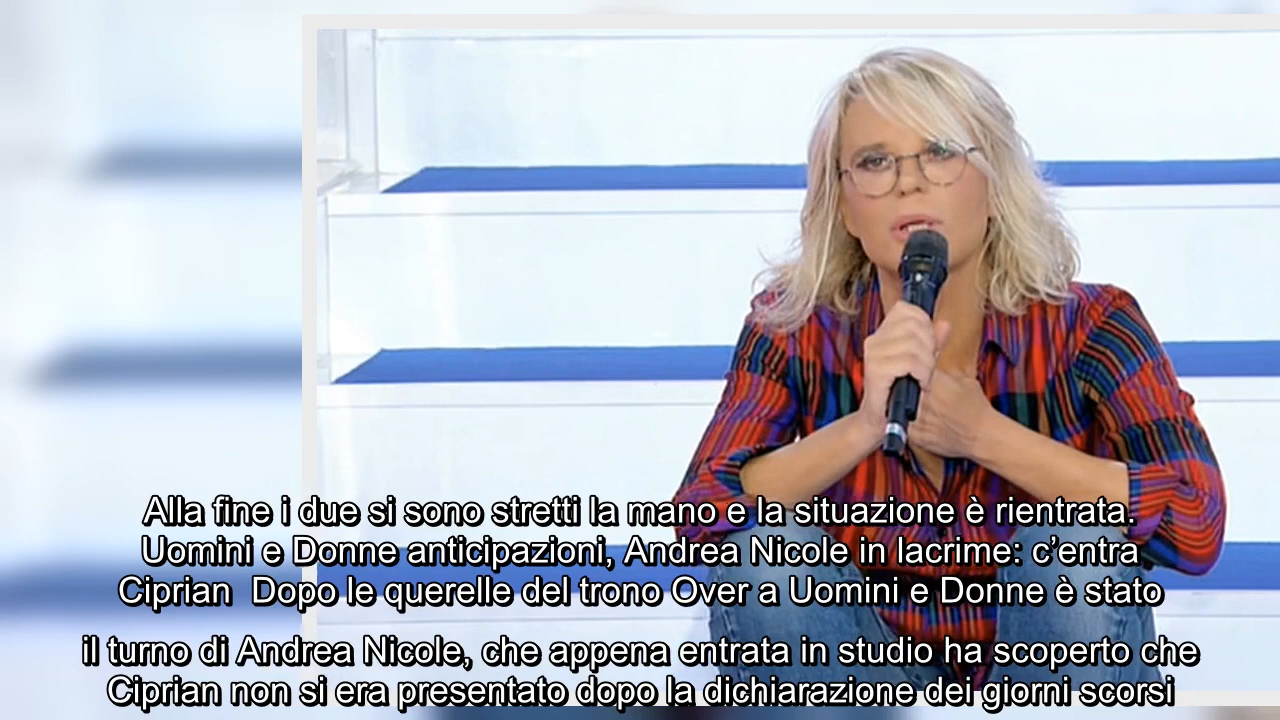 Alla fine i due si sono stretti la mano e la situazione è rientrata.
Uomini e Donne anticipazioni, Andrea Nicole in lacrime: c’entra
Ciprian  Dopo le querelle del trono Over a Uomini e Donne è stato
il turno di Andrea Nicole, che appena entrata in studio ha scoperto che
Ciprian non si era presentato dopo la dichiarazione dei giorni scorsi